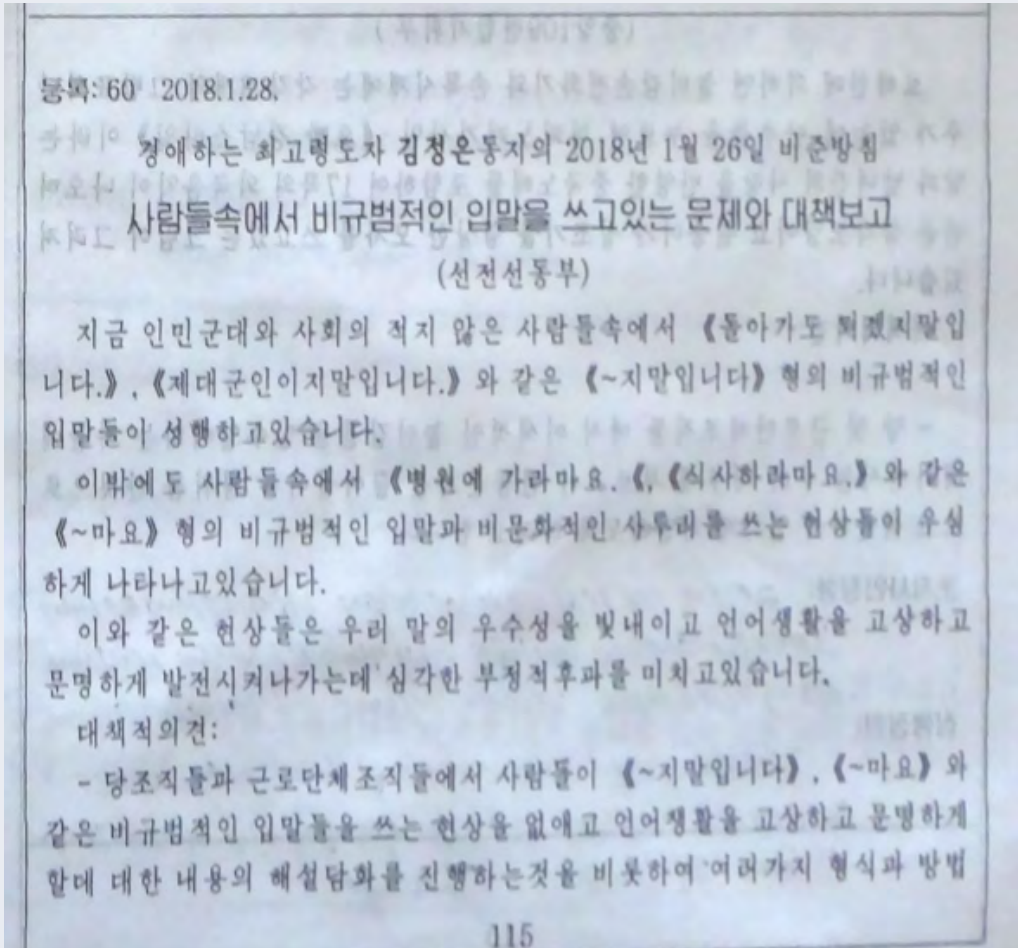 등록: 60 2018.1.28.
경애하는 최고령도자 김정은동지의 2018년 1월 26일 비준방침
사람들속에서 비규범적인 입말을 쓰고있는 문제와 대책보고
(선전선동부)
지금 인민군대와 사회의 적지 않은 사람들속에서 《돌아가도 되겠지말입
니다.》, 《제대군인이지말입니다.》와 같은 《~지말입니다》형의 비규범적인
입말들이 성행하고있습니다.
이밖에도 사람들속에서 《병원에 가라마요.《, 《식사하라마요.》와 같은
《~마요》형의 비규범적인 입말과 비문화적인 사투리를 쓰는 현상들이 우심
하게 나타나고있습니다.
이와 같은 현상들은 우리 말의 우수성을 빛내이고 언어생활을 고상하고
문명하게 발전시켜나가는데 심각한 부정적후과를 미치고있습니다.
대책적의견:
- 당조직들과 근로단체조직들에서 사람들이 《~지말입니다》, 《~마요》와
같은 비규범적인 입말들을 쓰는 현상을 없애고 언어생활을 고상하고 문명하게
할데 대한 내용의 해설담화를 진행하는것을 비롯하여 여러가지 형식과 방법
115